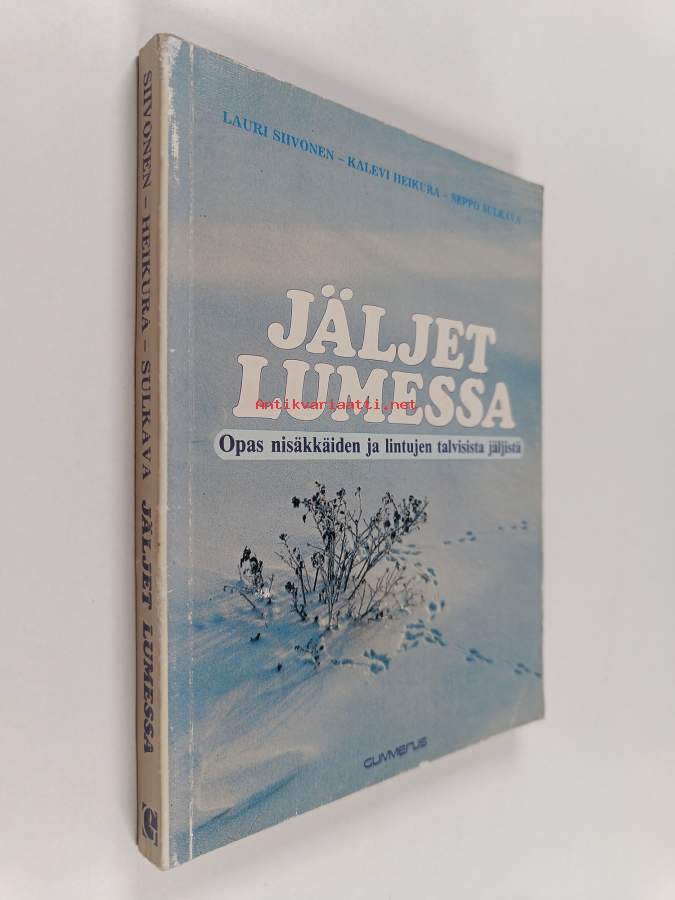 SIIVONEN – HEIKURA – SULKAVA JÄLJET LUMESSA
LAURI SIIVONEN – KALEVI HEIKURA – SEPPO SULKAVA
JÄLJET
LUMESSA
Antikvariaatti.net
Opas nisäkkäiden ja lintujen talvisista jäljistä
GUMMERUS